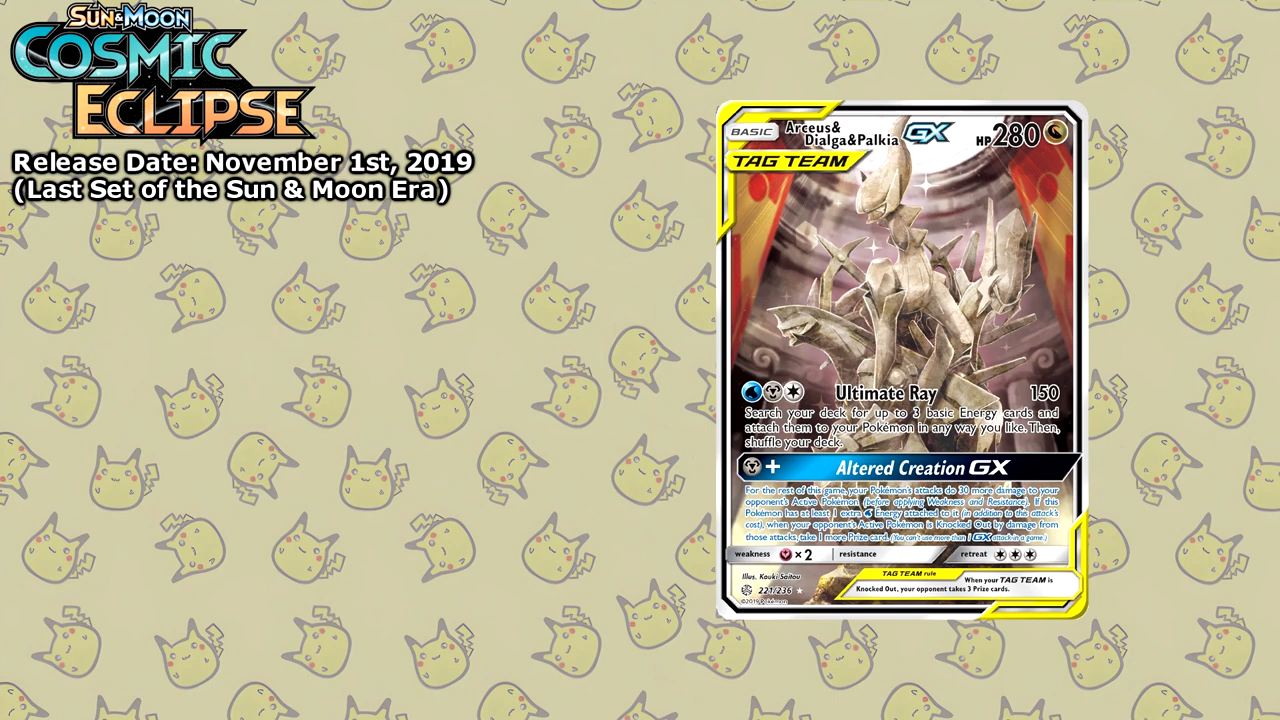 SUN & MOON
COSMIC
ECLIPSE
Release Date: November 1st, 2019
(Last Set of the Sun & Moon Era)
BASIC Arceus& GX HP280
Dialga&Palkia
TAG TEAM
Ultimate Ray 150
Search your deck for up to 3 basic Energy cards and
attach them to your Pokémon in any way you like. Then,
shuffle your deck.
+ Altered Creation GX
For the rest of this game, your Pokémon's attacks do 30 more damage to your
opponent's Active Pokémon (before applying Weakness and Resistance). If this
Pokémon has at least 1 extra Energy attached to it (in addition to this attack's
cost), when your opponent's Active Pokémon is Knocked Out by damage from
those attacks, take 1 more Prize card. (You can't use more than 1 GX attack in a game.)
weakness ×2 resistance retreat
Illus. Kouki Saitou
TAG TEAM rule
When your TAG TEAM is
Knocked Out, your opponent takes 3 Prize cards.
221/236
©2019 Pokémon